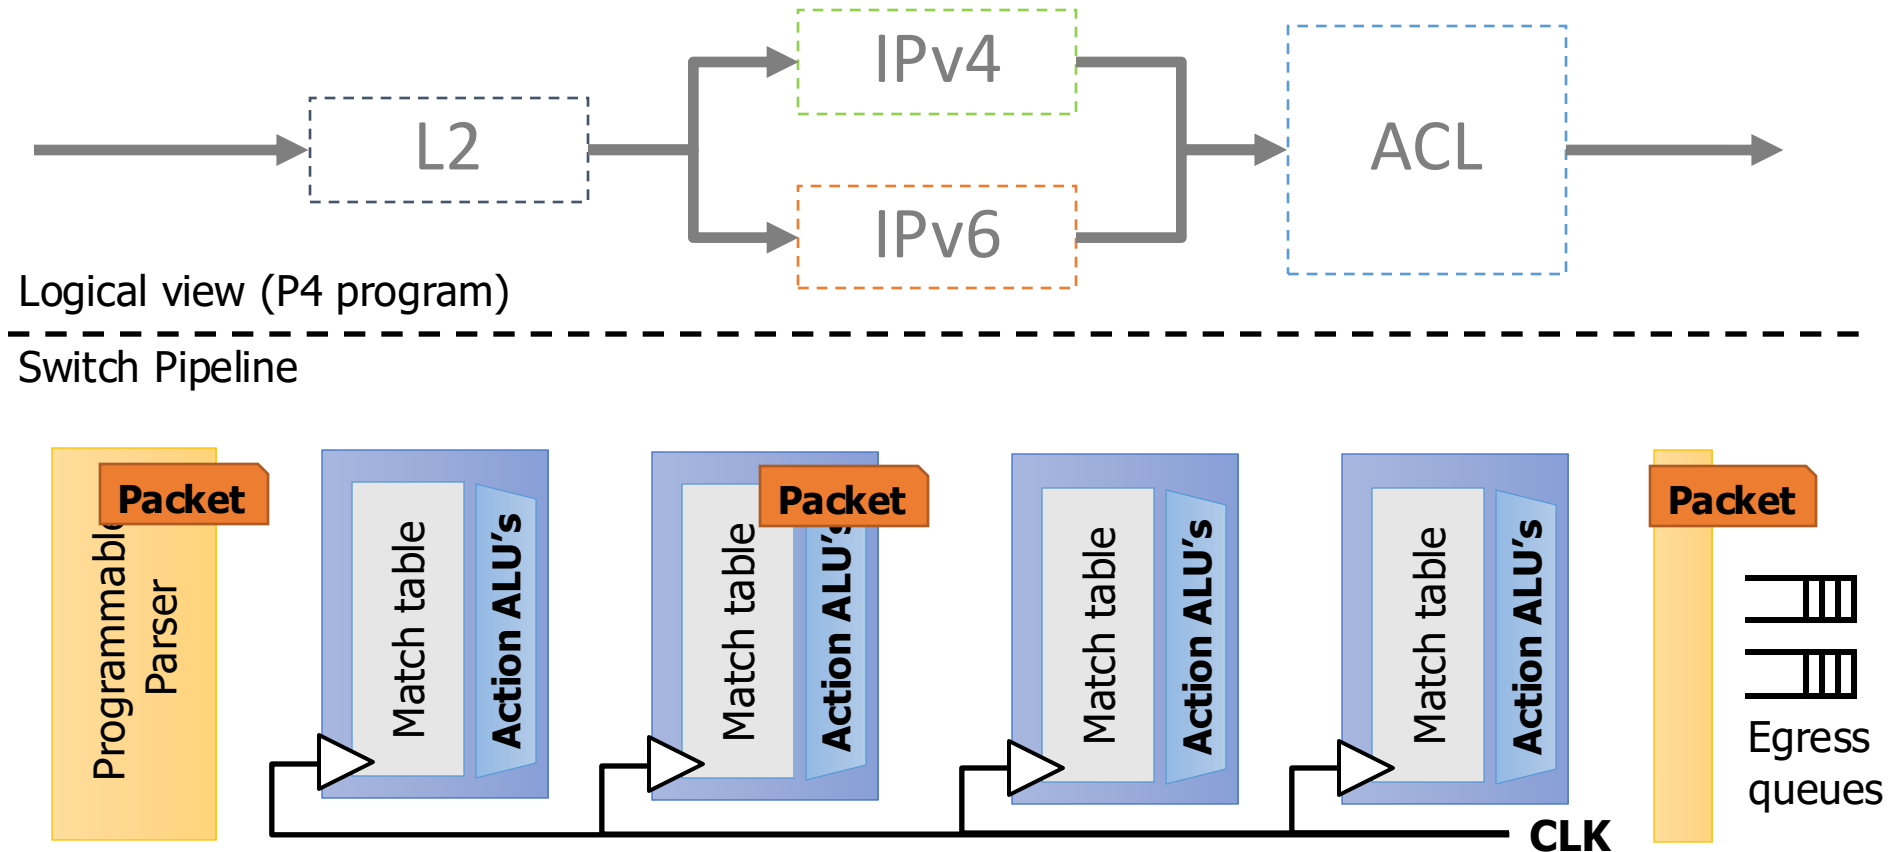 IPv4
L2
ACL
IPv6
Logical view (P4 program)
Switch Pipeline
Packet
Packet
Packet
Programmable
Parser
Match table
Action ALU's
Match table
Action ALU's
Match table
Action ALU's
Match table
Action ALU's
Egress
queues
CLK